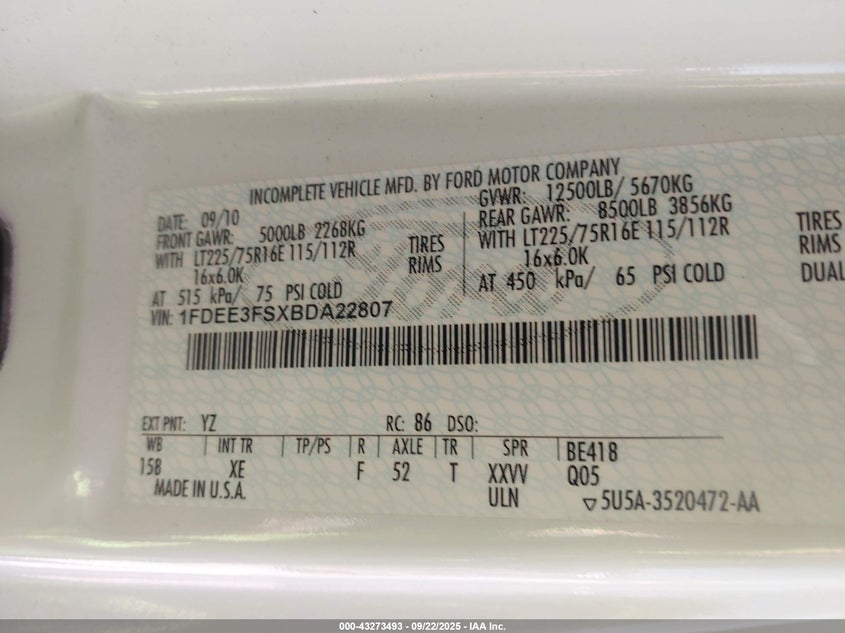 INCOMPLETE VEHICLE MFD. BY FORD MOTOR COMPANY
DATE: 09/10 GVWR: 12500LB/ 5670KG
FRONT GAWR: 5000LB 2268KG REAR GAWR: 8500LB 3856KG
WITH LT225/75R16E 115/112R TIRES WITH LT225/75R16E 115/112R TIRES
16x6.0K RIMS 16x6.0K RIMS
AT 515 kPa/ 75 PSI COLD AT 450 kPa/ 65 PSI COLD DUAL
VIN: 1FDEE3FSXBDA22807
Ford
EXT PNT: YZ RC: 86 DSO:
WB INT TR TP/PS R AXLE TR SPR BE418
158 XE F 52 T XXVV Q05
MADE IN U.S.A. ULN ▽5U5A-3520472-AA
000-43273493 - 09/22/2025 - IAA Inc.